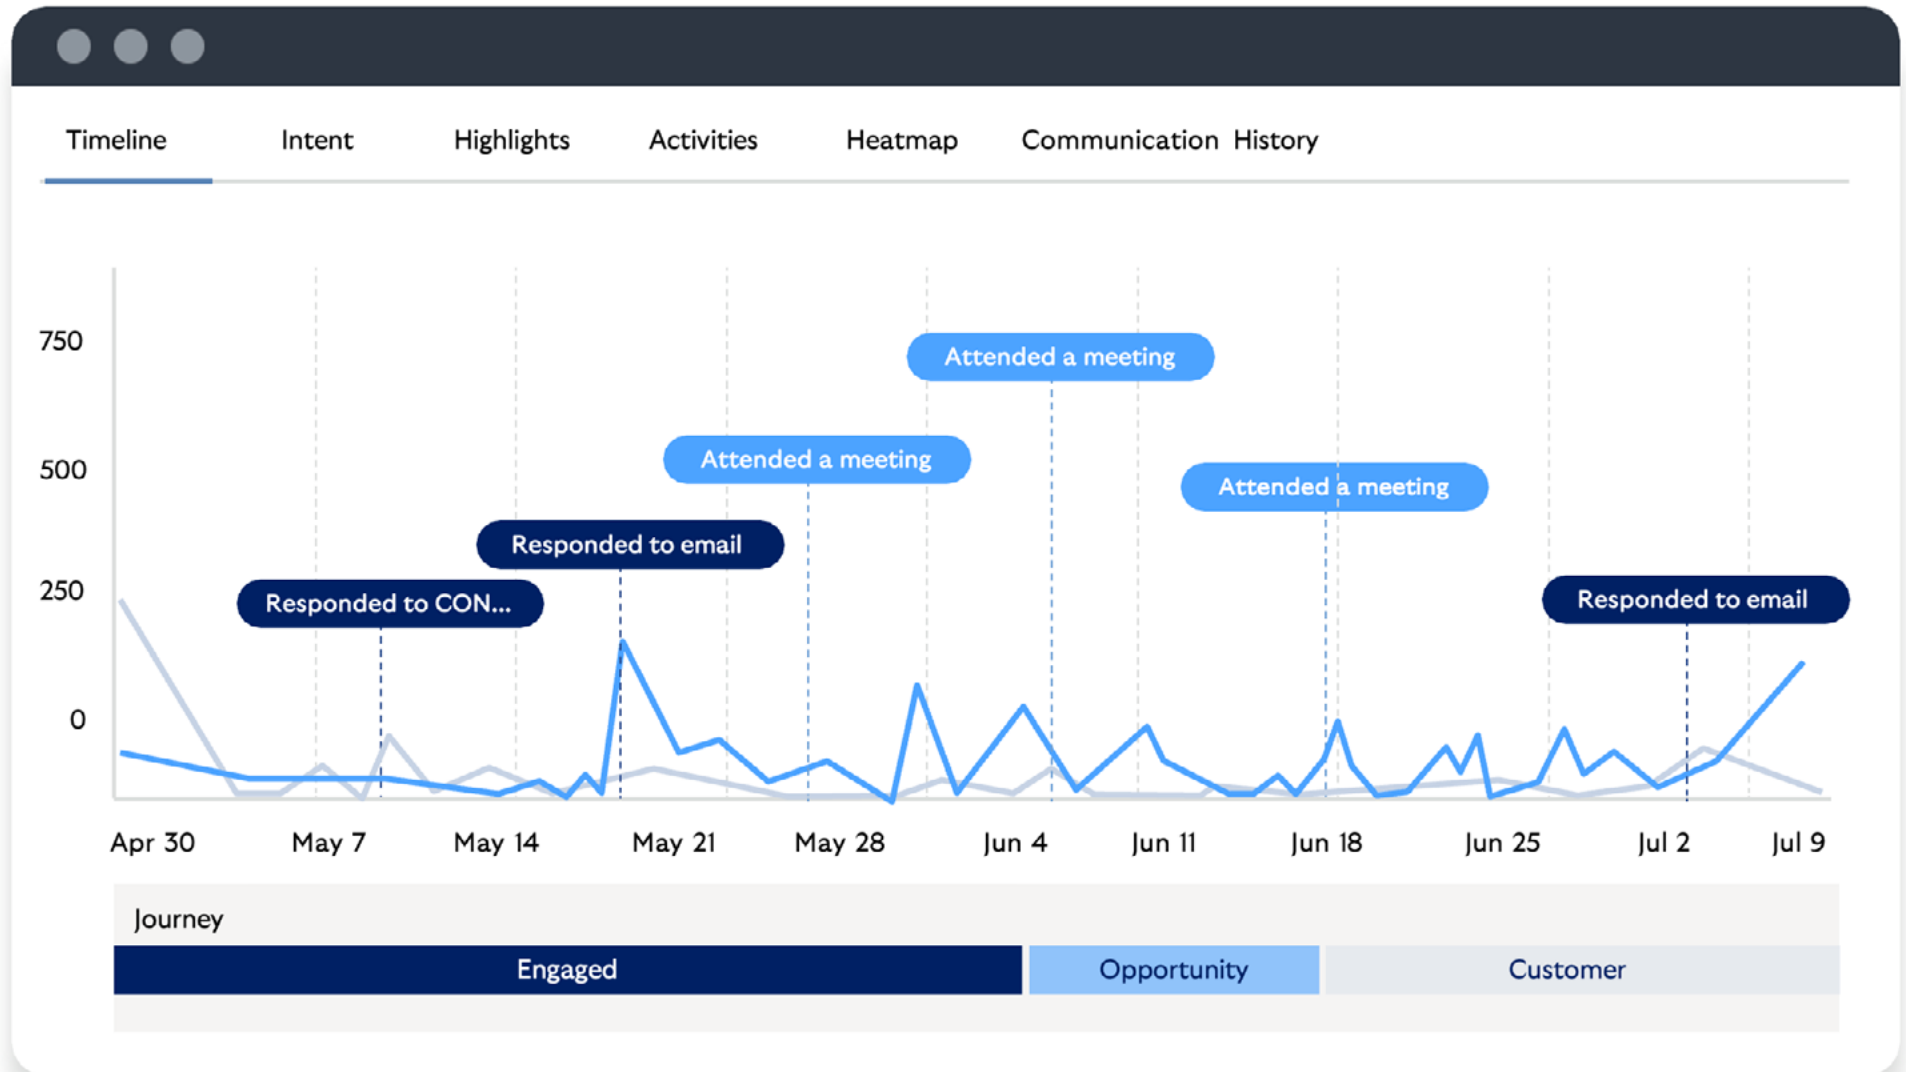 Timeline Intent Highlights Activities Heatmap Communication History
750
Attended a meeting
Attended a meeting
500
Attended a meeting
Responded to email
250
Responded to CON...
Responded to email
0
Apr 30 May 7 May 14 May 21 May 28 Jun 4 Jun 11 Jun 18 Jun 25 Jul 2 Jul 9
Journey
Engaged Opportunity Customer